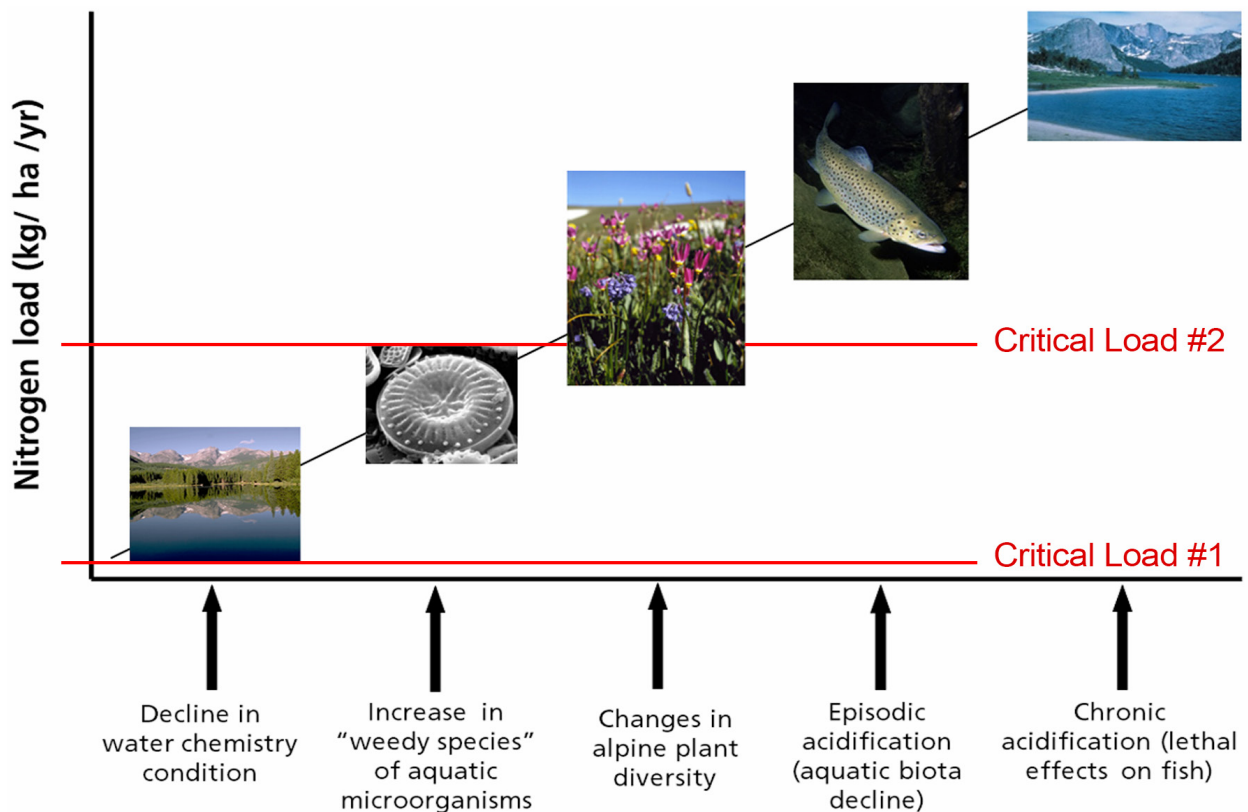 Nitrogen load (kg/ ha /yr)
Critical Load #2
Critical Load #1
Decline in
water chemistry
condition
Increase in
“weedy species”
of aquatic
microorganisms
Changes in
alpine plant
diversity
Episodic
acidification
(aquatic biota
decline)
Chronic
acidification (lethal
effects on fish)